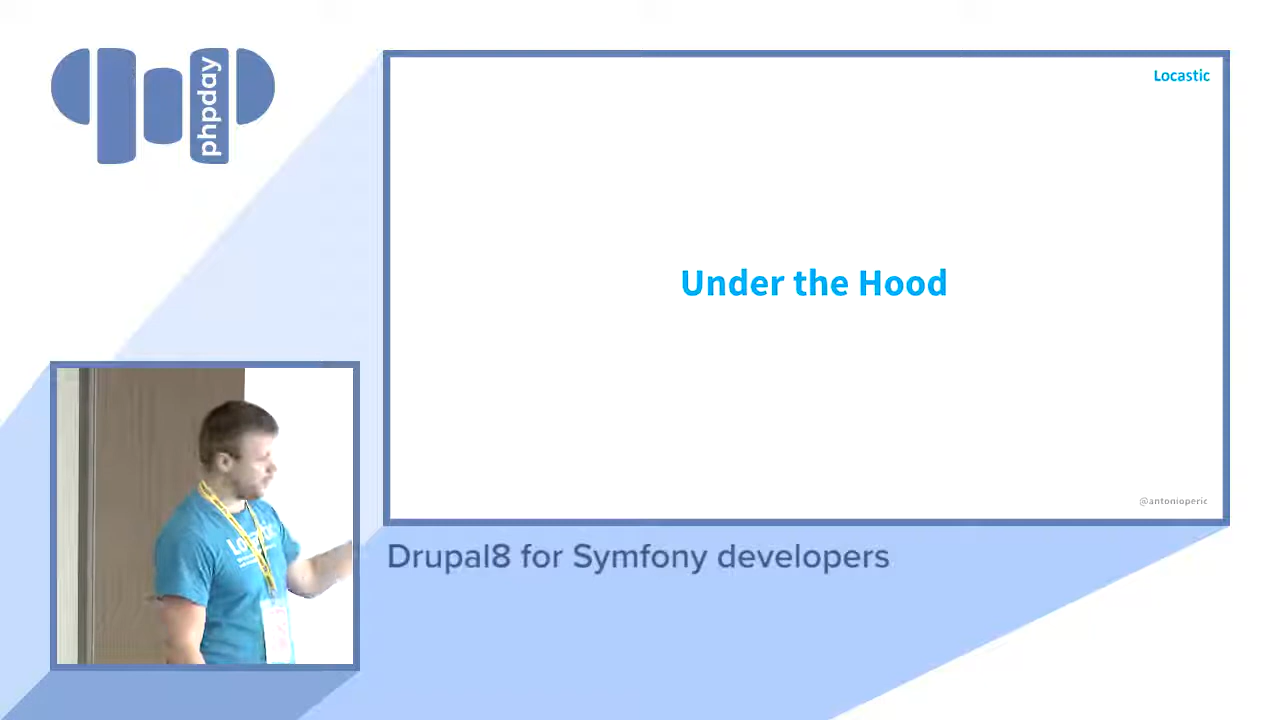 phpday
Locastic
Under the Hood
@antonioperic
Drupal8 for Symfony developers